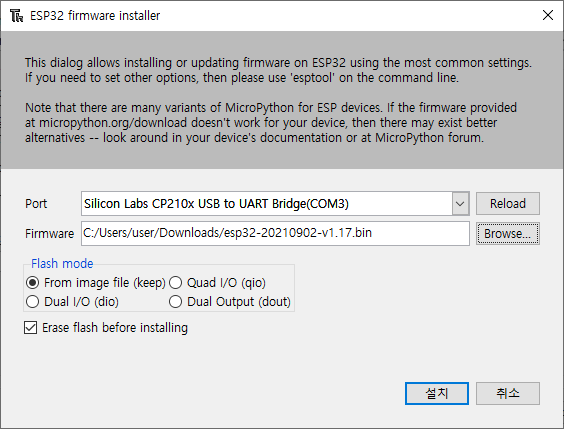 ESP32 firmware installer
This dialog allows installing or updating firmware on ESP32 using the most common settings.
If you need to set other options, then please use 'esptool' on the command line.
Note that there are many variants of MicroPython for ESP devices. If the firmware provided
at micropython.org/download doesn't work for your device, then there may exist better
alternatives -- look around in your device's documentation or at MicroPython forum.
Port Silicon Labs CP210x USB to UART Bridge(COM3) Reload
Firmware C:/Users/user/Downloads/esp32-20210902-v1.17.bin Browse...
Flash mode
From image file (keep) Quad I/O (qio)
Dual I/O (dio) Dual Output (dout)
Erase flash before installing
설치 취소